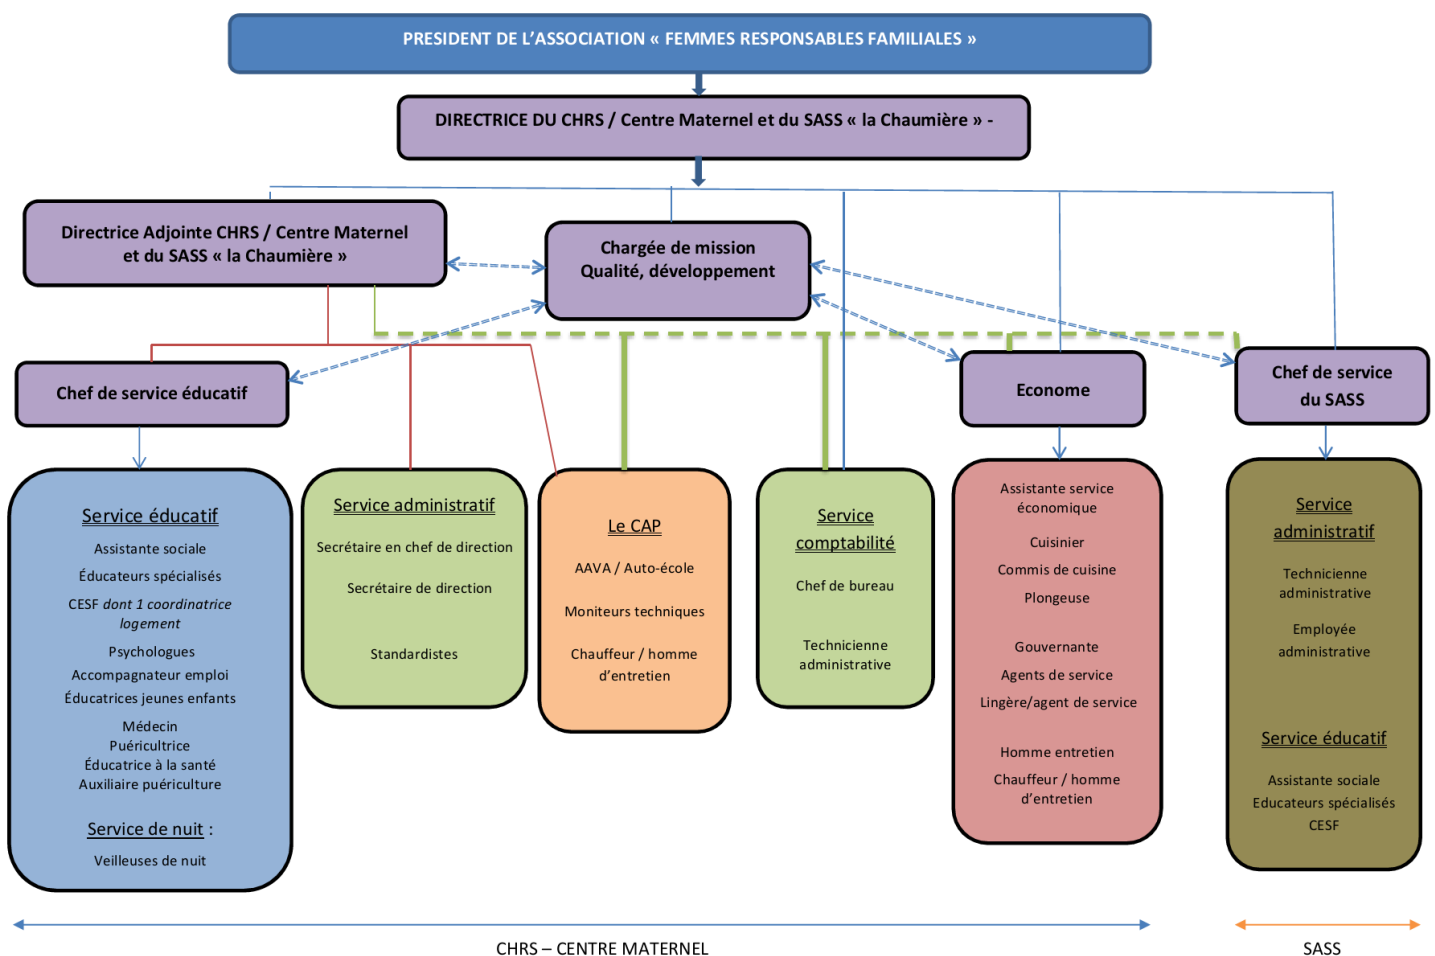 PRESIDENT DE L’ASSOCIATION « FEMMES RESPONSABLES FAMILIALES »
DIRECTRICE DU CHRS / Centre Maternel et du SASS « la Chaumière » -
Directrice Adjointe CHRS / Centre Maternel
et du SASS « la Chaumière »
Chargée de mission
Qualité, développement
Chef de service éducatif
Econome
Chef de service
du SASS
Service éducatif
Assistante sociale
Éducateurs spécialisés
CESF dont 1 coordinatrice
logement
Psychologues
Accompagnateur emploi
Éducatrices jeunes enfants
Médecin
Puéricultrice
Éducatrice à la santé
Auxiliaire puériculture
Service de nuit :
Veilleuses de nuit
Service administratif
Secrétaire en chef de direction
Secrétaire de direction
Standardistes
Le CAP
AAVA / Auto-école
Moniteurs techniques
Chauffeur / homme
d’entretien
Service
comptabilité
Chef de bureau
Technicienne
administrative
Assistante service
économique
Cuisinier
Commis de cuisine
Plongeuse
Gouvernante
Agents de service
Lingère/agent de service
Homme entretien
Chauffeur / homme
d’entretien
Service
administratif
Technicienne
administrative
Employée
administrative
Service éducatif
Assistante sociale
Educateurs spécialisés
CESF
CHRS – CENTRE MATERNEL
SASS